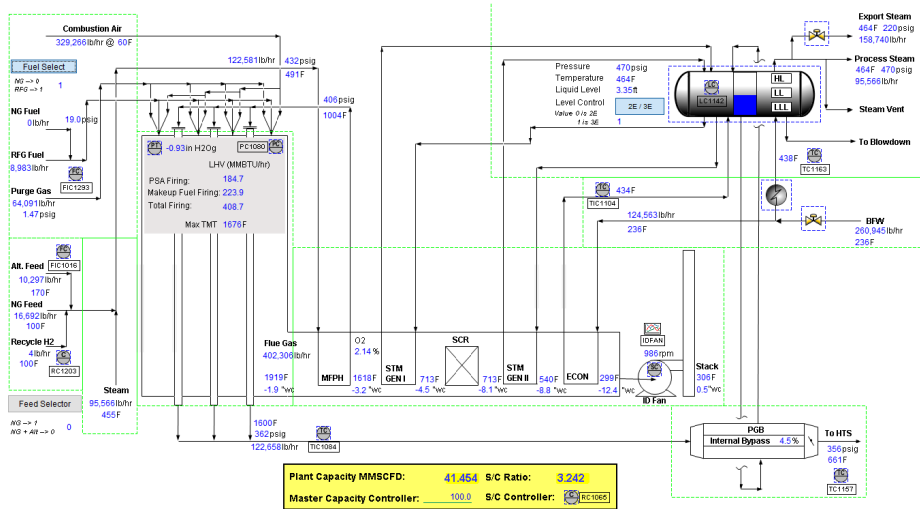 Combustion Air
329,266lb/hr @ 60F
Fuel Select
NG --> 0
RFG --> 1
1
NG Fuel
0lb/hr
19.0psig
RFG Fuel
8,983lb/hr
FC
FIC1293
Purge Gas
64,091lb/hr
1.47psig
FC
FIC1016
Alt. Feed
10,297lb/hr
170F
NG Feed
16,692lb/hr
100F
Recycle H2
4lb/hr
100F
C
RC1203
Feed Selector
NG --> 1
NG + Alt --> 0
0
Steam
95,566lb/hr
455F
122,581lb/hr
432psig
491F
406psig
1004F
-0.93in H2Og
PC1080
PC
LHV (MMBTU/hr)
PSA Firing: 184.7
Makeup Fuel Firing: 223.9
Total Firing: 408.7
Max TMT 1676F
Flue Gas
402,306lb/hr
1919F
-1.9 "wc
MFPH
O2
2.14 %
1618F
-3.2 "wc
STM
GEN I
713F
-4.5 "wc
SCR
713F
-8.1 "wc
STM
GEN II
540F
-8.8 "wc
ECON
299F
-12.4 "wc
IDFAN
986rpm
SC
ID Fan
Stack
306F
0.5"wc
Pressure 470psig
Temperature 464F
Liquid Level 3.35ft
Level Control
Value 0 is 2E
1 is 3E
2E / 3E
1
LC
LC1142
HL
LL
LLL
Export Steam
464F 220psig
158,740lb/hr
Process Steam
464F 470psig
95,566lb/hr
Steam Vent
To Blowdown
438F
TC
TC1163
TC
TIC1104
434F
124,563lb/hr
236F
BFW
260,945lb/hr
236F
1600F
362psig
122,658lb/hr
TC
TIC1084
PGB
Internal Bypass 4.5 %
To HTS
356psig
661F
TC
TC1157
Plant Capacity MMSCFD: 41.454 S/C Ratio: 3.242
Master Capacity Controller: 100.0 S/C Controller: C RC1065